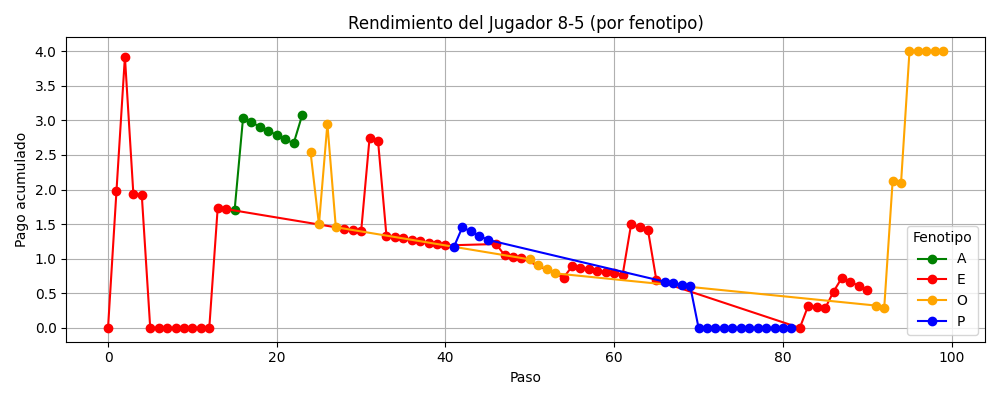 Rendimiento del Jugador 8-5 (por fenotipo)
Pago acumulado
4.0
3.5
3.0
2.5
2.0
1.5
1.0
0.5
0.0
0 20 40 60 80 100
Paso
Fenotipo
A
E
O
P